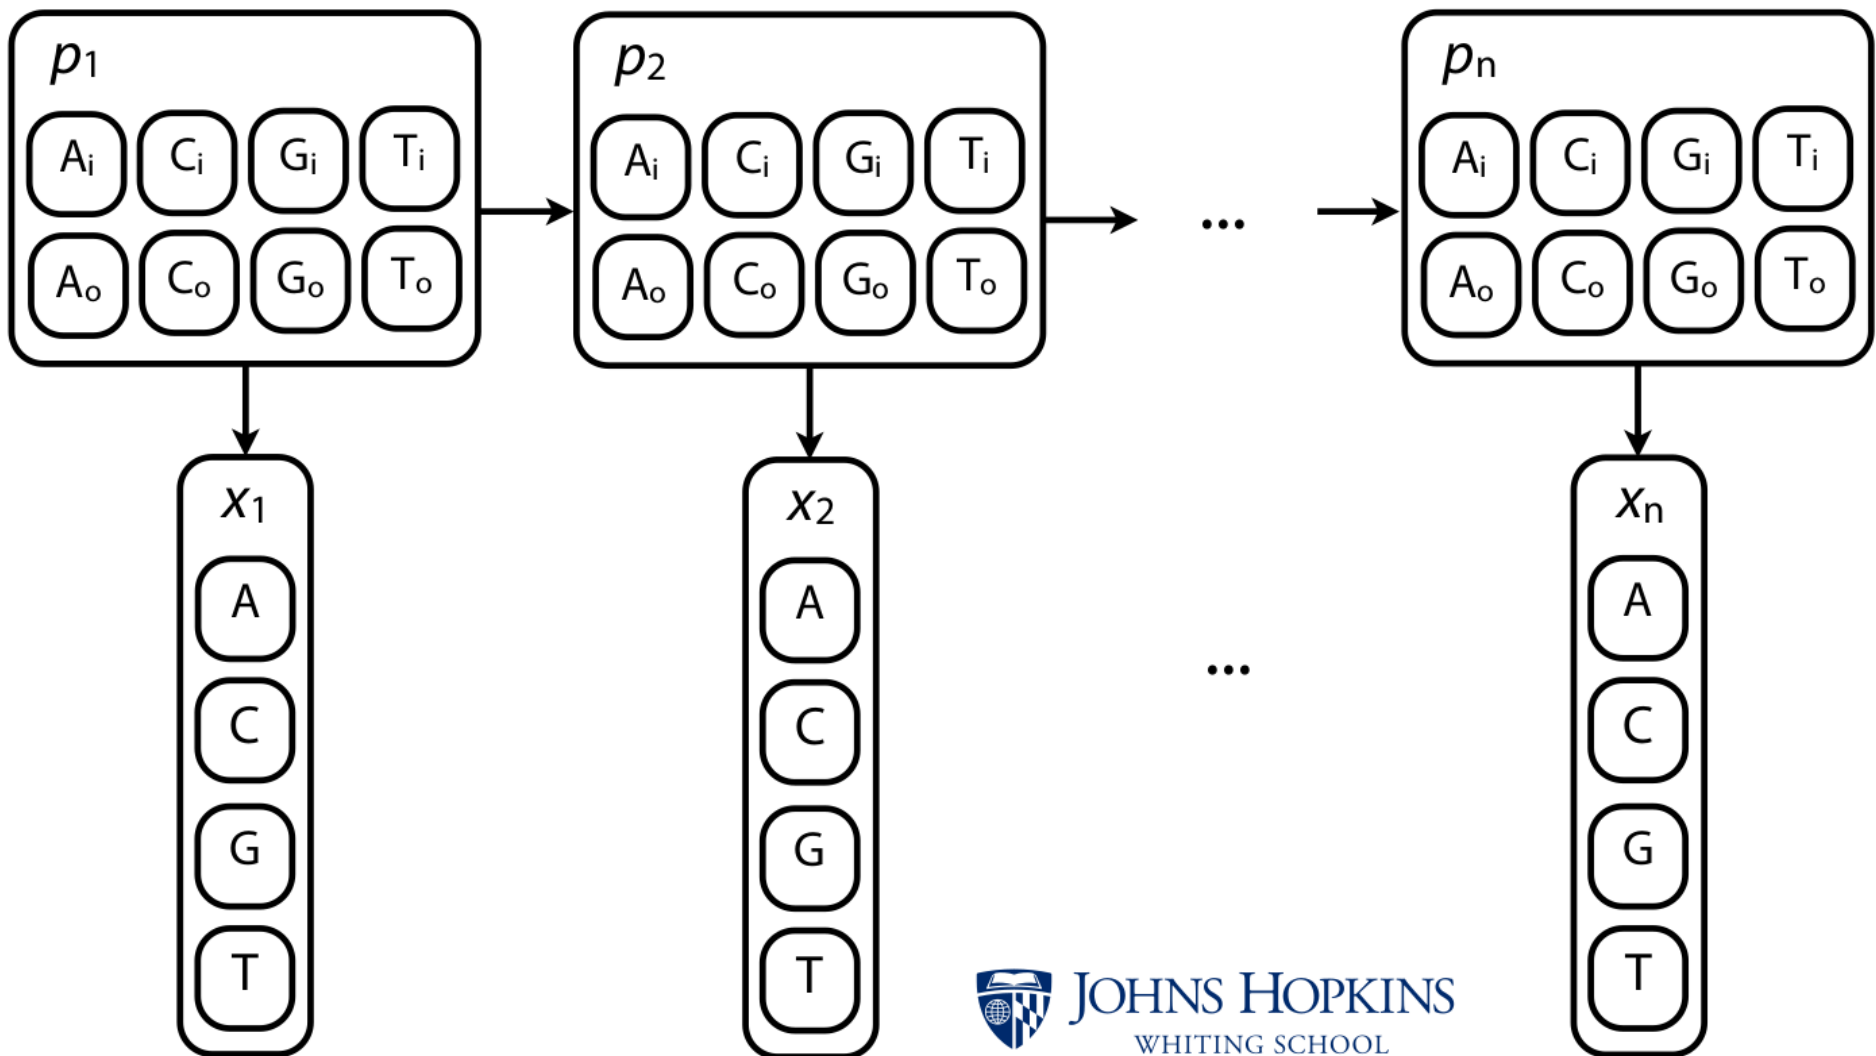 p1 p2 pn
Ai Ci Gi Ti Ai Ci Gi Ti Ai Ci Gi Ti
...
Ao Co Go To Ao Co Go To Ao Co Go To
x1 x2 xn
A A A
...
C C C
G G G
T T T
JOHNS HOPKINS
WHITING SCHOOL